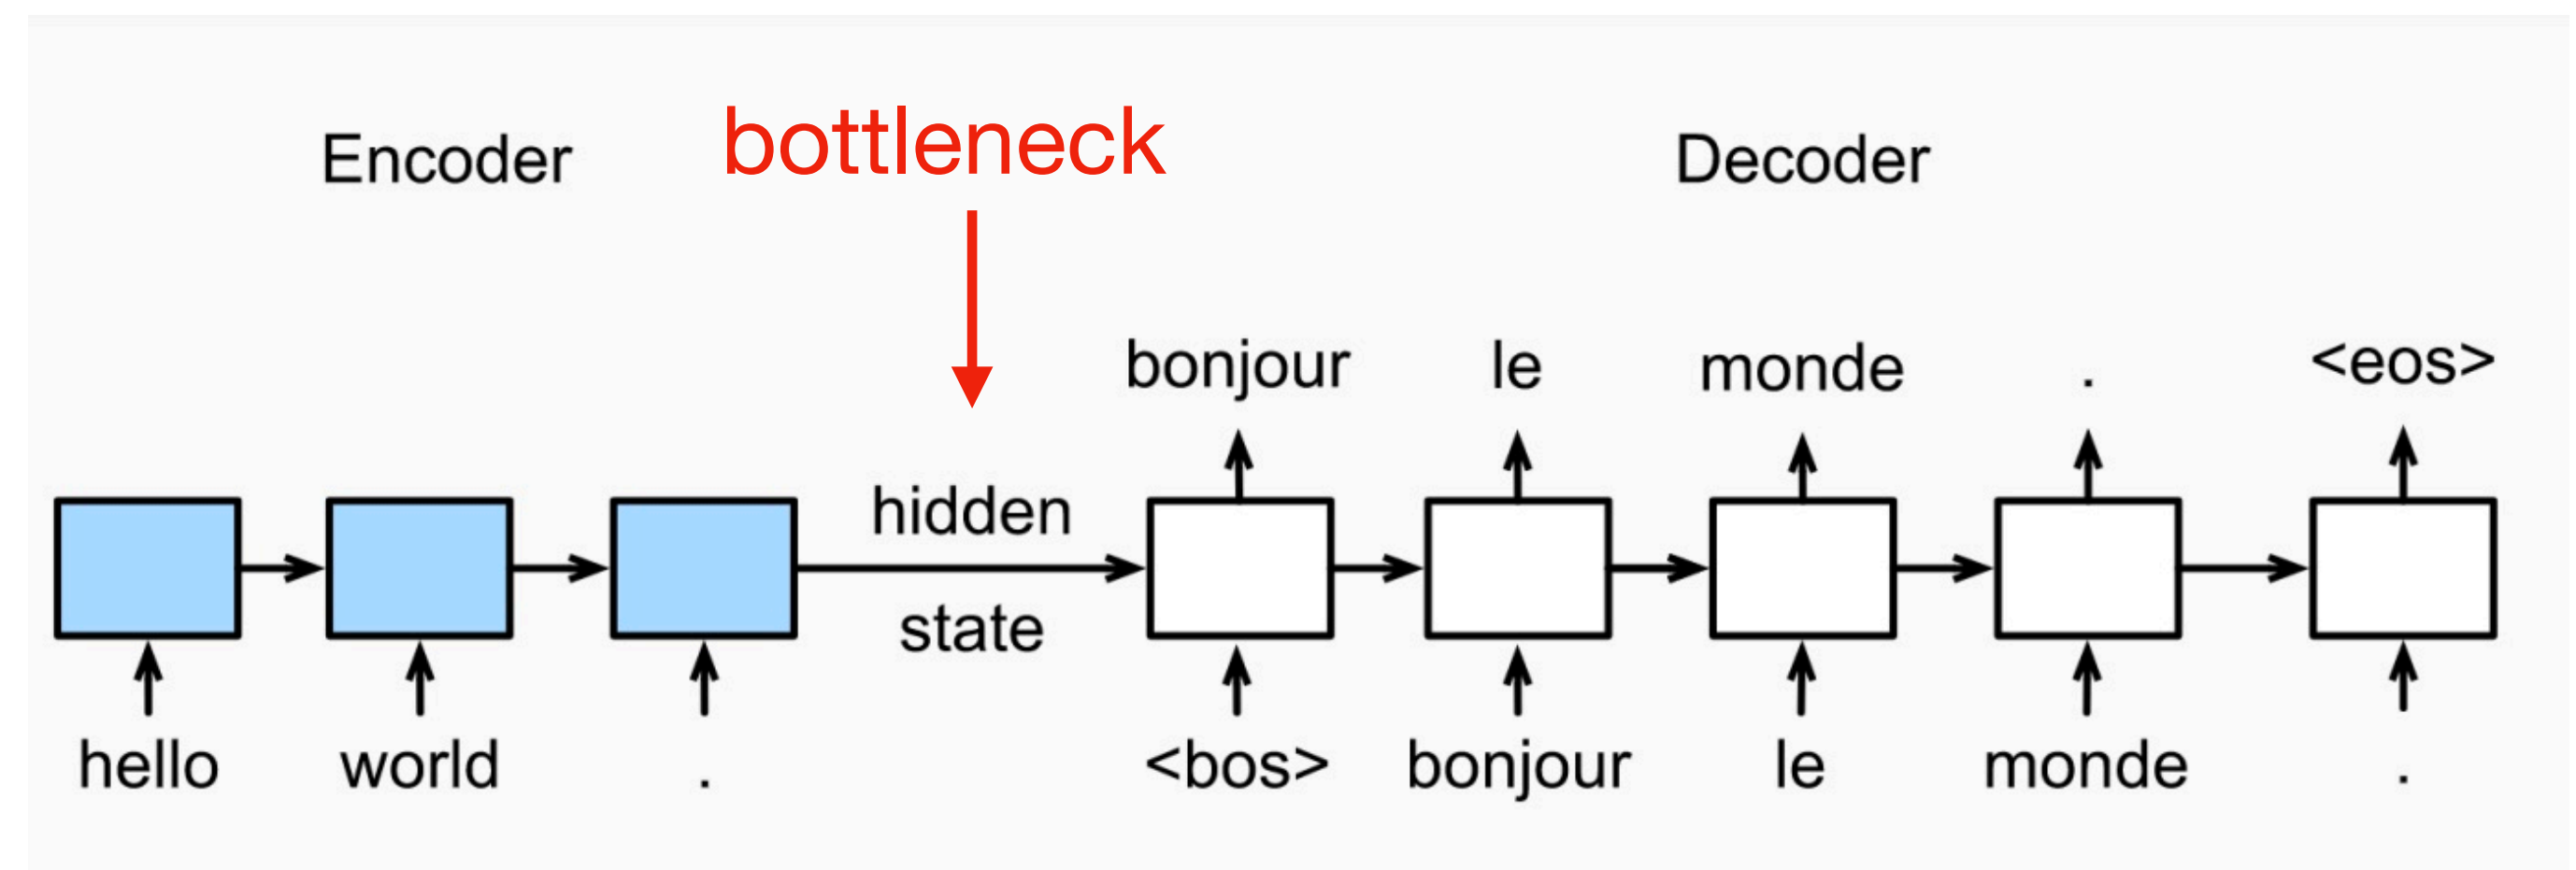 Encoder
bottleneck
Decoder
bonjour le monde . <eos>
hidden
state
hello world . <bos> bonjour le monde .